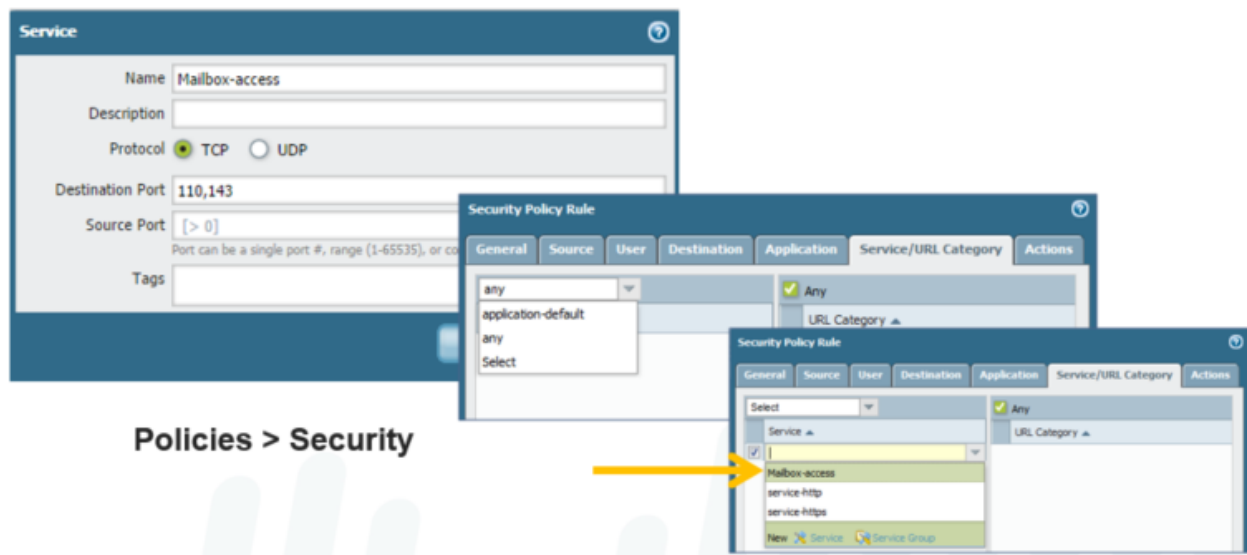 Service
Name Mailbox-access
Description
Protocol TCP UDP
Destination Port 110,143
Source Port [> 0]
Port can be a single port #, range (1-65535), or co
Tags
Security Policy Rule
General Source User Destination Application Service/URL Category Actions
any
application-default
any
Select
Any
URL Category
Security Policy Rule
General Source User Destination Application Service/URL Category Actions
Select
Service
Mailbox-access
service-http
service-https
New Service Service Group
Any
URL Category
Policies > Security